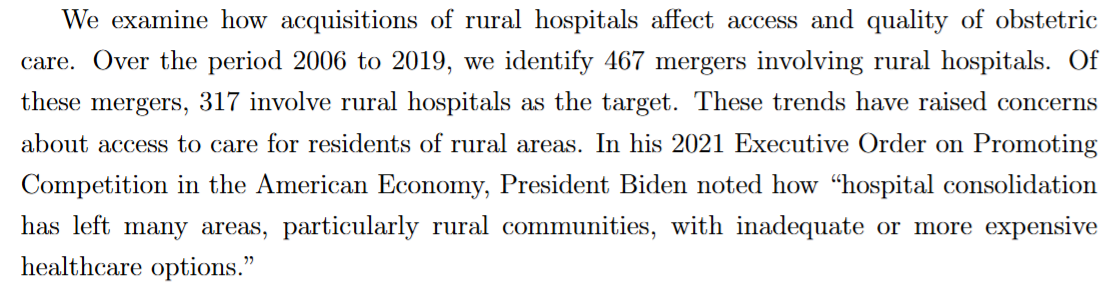 We examine how acquisitions of rural hospitals affect access and quality of obstetric
care. Over the period 2006 to 2019, we identify 467 mergers involving rural hospitals. Of
these mergers, 317 involve rural hospitals as the target. These trends have raised concerns
about access to care for residents of rural areas. In his 2021 Executive Order on Promoting
Competition in the American Economy, President Biden noted how “hospital consolidation
has left many areas, particularly rural communities, with inadequate or more expensive
healthcare options.”